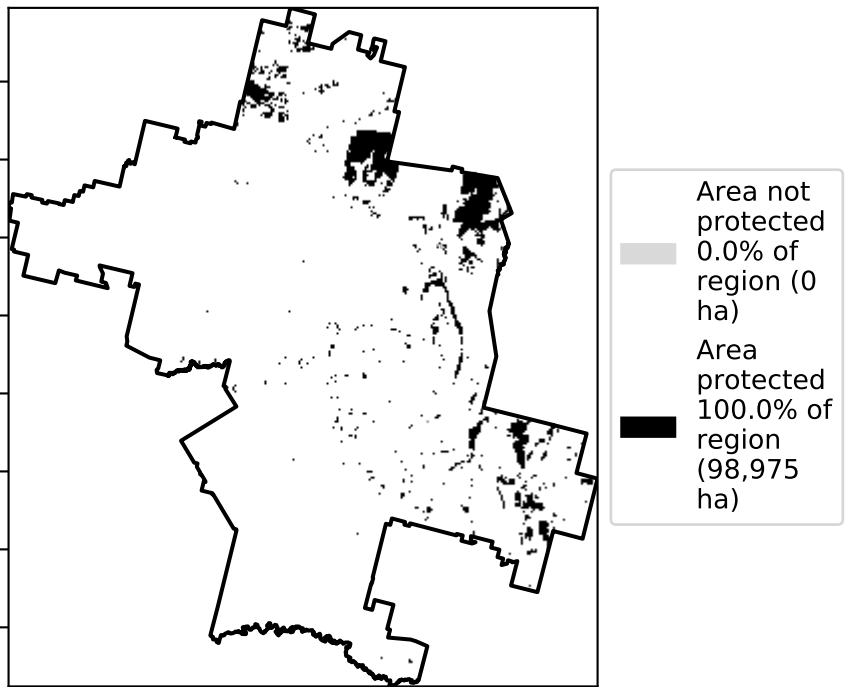 Area not
protected
0.0% of
region (0
ha)
Area
protected
100.0% of
region
(98,975
ha)